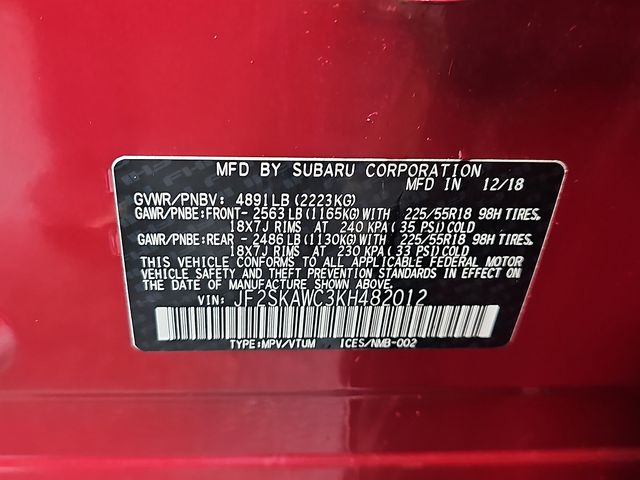 MFD BY SUBARU CORPORATION
MFD IN 12/18
GVWR/PNBV: 4891LB(2223KG)
GAWR/PNBE:FRONT- 2563LB(1165KG)WITH 225/55R18 98H TIRES,
18X7J RIMS AT 240 KPA(35 PSI)COLD
GAWR/PNBE:REAR - 2486LB(1130KG)WITH 225/55R18 98H TIRES,
18X7J RIMS AT 230 KPA(33 PSI)COLD
THIS VEHICLE CONFORMS TO ALL APPLICABLE FEDERAL MOTOR
VEHICLE SAFETY AND THEFT PREVENTION STANDARDS IN EFFECT ON
THE DATE OF MANUFACTURE SHOWN ABOVE.
VIN: JF2SKAWC3KH482012
TYPE:MPV/VTUM ICES/NMB-002